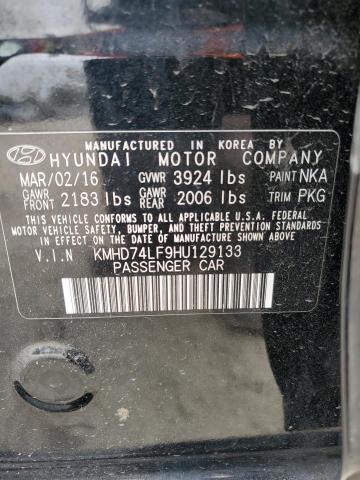 MANUFACTURED IN KOREA BY
HYUNDAI MOTOR COMPANY
MAR/02/16 GVWR 3924 lbs PAINT NKA
GAWR FRONT 2183 lbs GAWR REAR 2006 lbs TRIM PKG
THIS VEHICLE CONFORMS TO ALL APPLICABLE U.S.A. FEDERAL
MOTOR VEHICLE SAFETY, BUMPER, AND THEFT PREVENTION STANDARDS
IN EFFECT ON THE DATE OF MANUFACTURE SHOWN ABOVE.
V.I.N KMHD74LF9HU129133
PASSENGER CAR